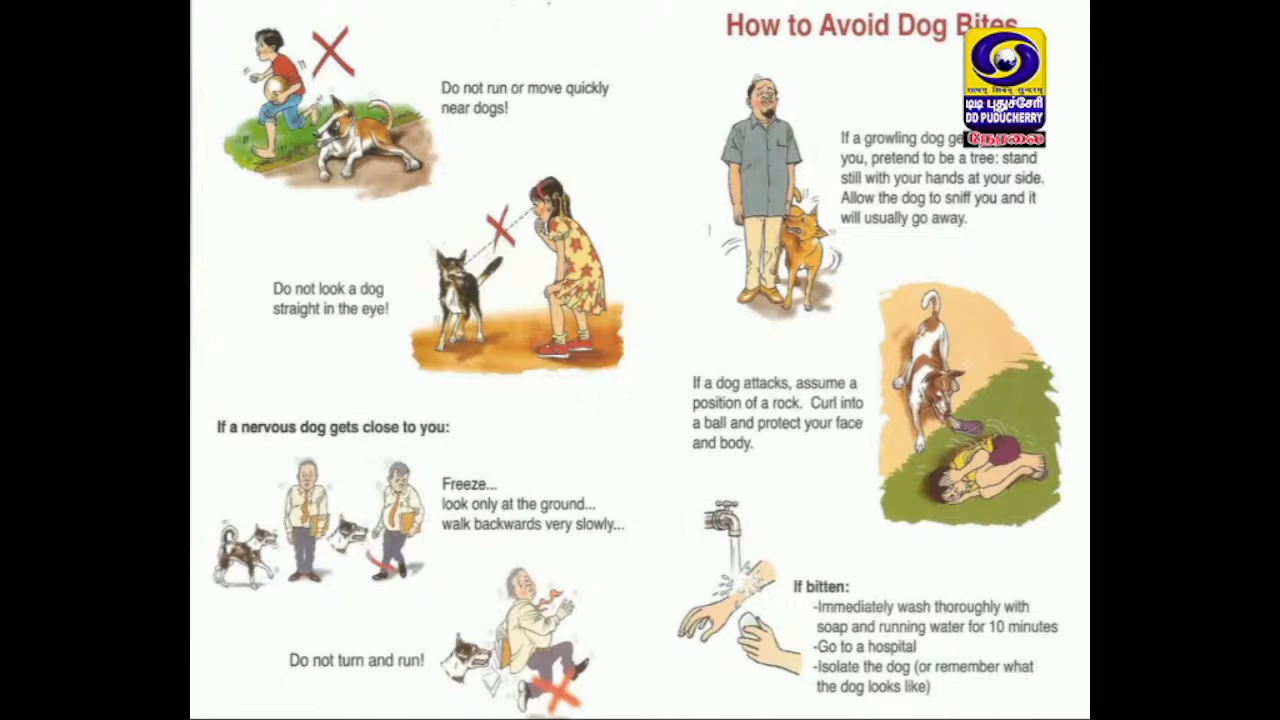 How to Avoid Dog Bites
Do not run or move quickly
near dogs!
Do not look a dog
straight in the eye!
If a nervous dog gets close to you:
Freeze...
look only at the ground...
walk backwards very slowly...
Do not turn and run!
If a growling dog ge
you, pretend to be a tree: stand
still with your hands at your side.
Allow the dog to sniff you and it
will usually go away.
If a dog attacks, assume a
position of a rock. Curl into
a ball and protect your face
and body.
If bitten:
-Immediately wash thoroughly with
soap and running water for 10 minutes
-Go to a hospital
-Isolate the dog (or remember what
the dog looks like)
सत्यम् शिवम् सुन्दरम्
டிடி புதுச்சேரி
DD PUDUCHERRY
நேரலை